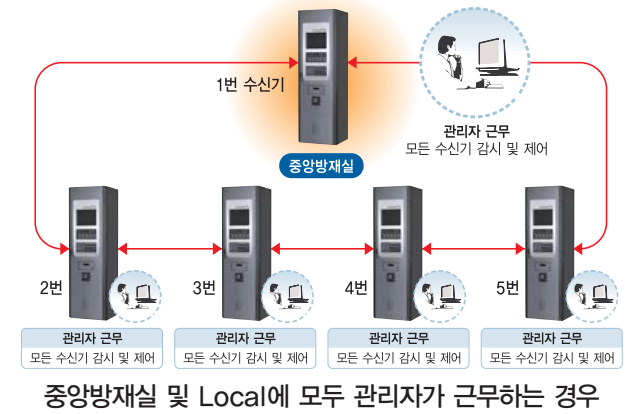 1번 수신기
관리자 근무
모든 수신기 감시 및 제어
중앙방재실
2번
3번
4번
5번
관리자 근무
모든 수신기 감시 및 제어
관리자 근무
모든 수신기 감시 및 제어
관리자 근무
모든 수신기 감시 및 제어
관리자 근무
모든 수신기 감시 및 제어
중앙방재실 및 Local에 모두 관리자가 근무하는 경우